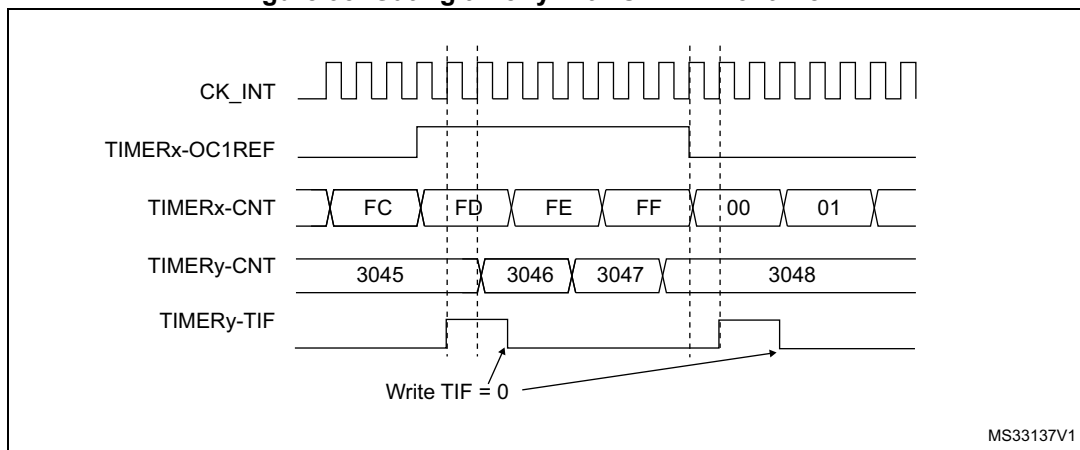 CK_INT
TIMERx-OC1REF
TIMERx-CNT FC FD FE FF 00 01
TIMERy-CNT 3045 3046 3047 3048
TIMERy-TIF
Write TIF = 0
MS33137V1